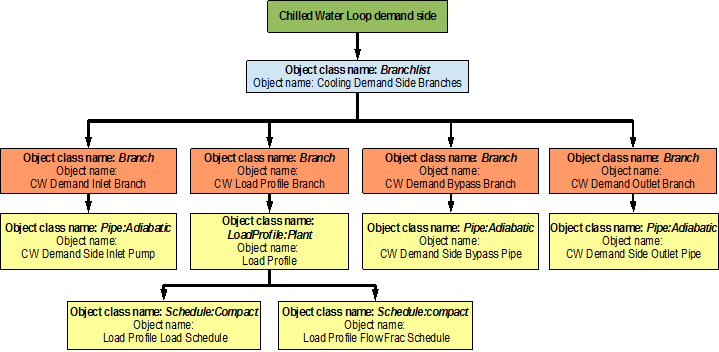 Chilled Water Loop demand side
Object class name: Branchlist
Object name: Cooling Demand Side Branches
Object class name: Branch
Object name:
CW Demand Inlet Branch
Object class name: Branch
Object name:
CW Load Profile Branch
Object class name: Branch
Object name:
CW Demand Bypass Branch
Object class name: Branch
Object name:
CW Demand Outlet Branch
Object class name: Pipe:Adiabatic
Object name:
CW Demand Side Inlet Pump
Object class name:
LoadProfile:Plant
Object name:
Load Profile
Object class name: Pipe:Adiabatic
Object name:
CW Demand Side Bypass Pipe
Object class name: Pipe:Adiabatic
Object name:
CW Demand Side Outlet Pipe
Object class name: Schedule:Compact
Object name:
Load Profile Load Schedule
Object class name: Schedule:compact
Object name:
Load Profile FlowFrac Schedule